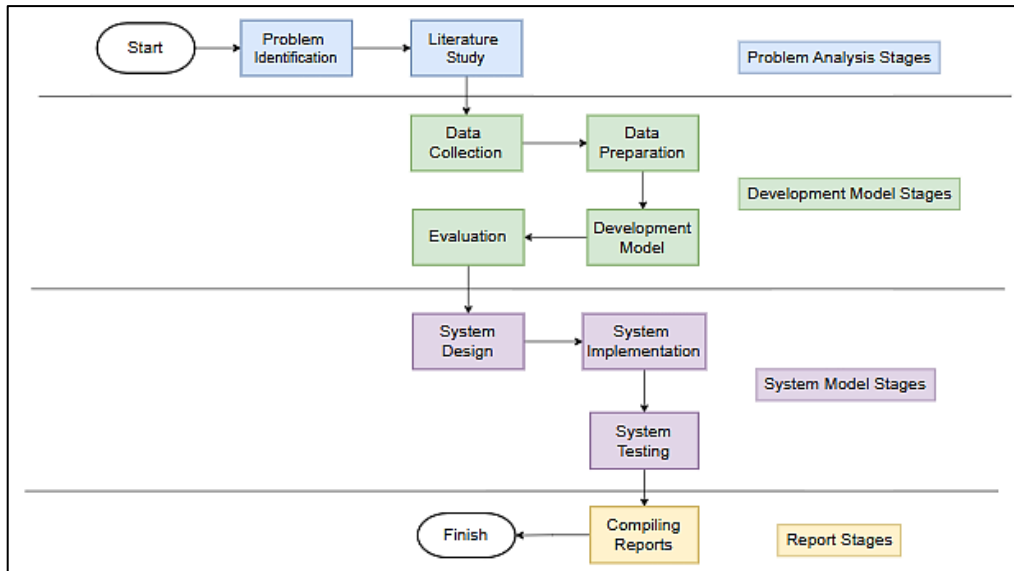 Start
Problem
Identification
Literature
Study
Problem Analysis Stages
Data
Collection
Data
Preparation
Development Model Stages
Evaluation
Development
Model
System
Design
System
Implementation
System Model Stages
System
Testing
Finish
Compiling
Reports
Report Stages